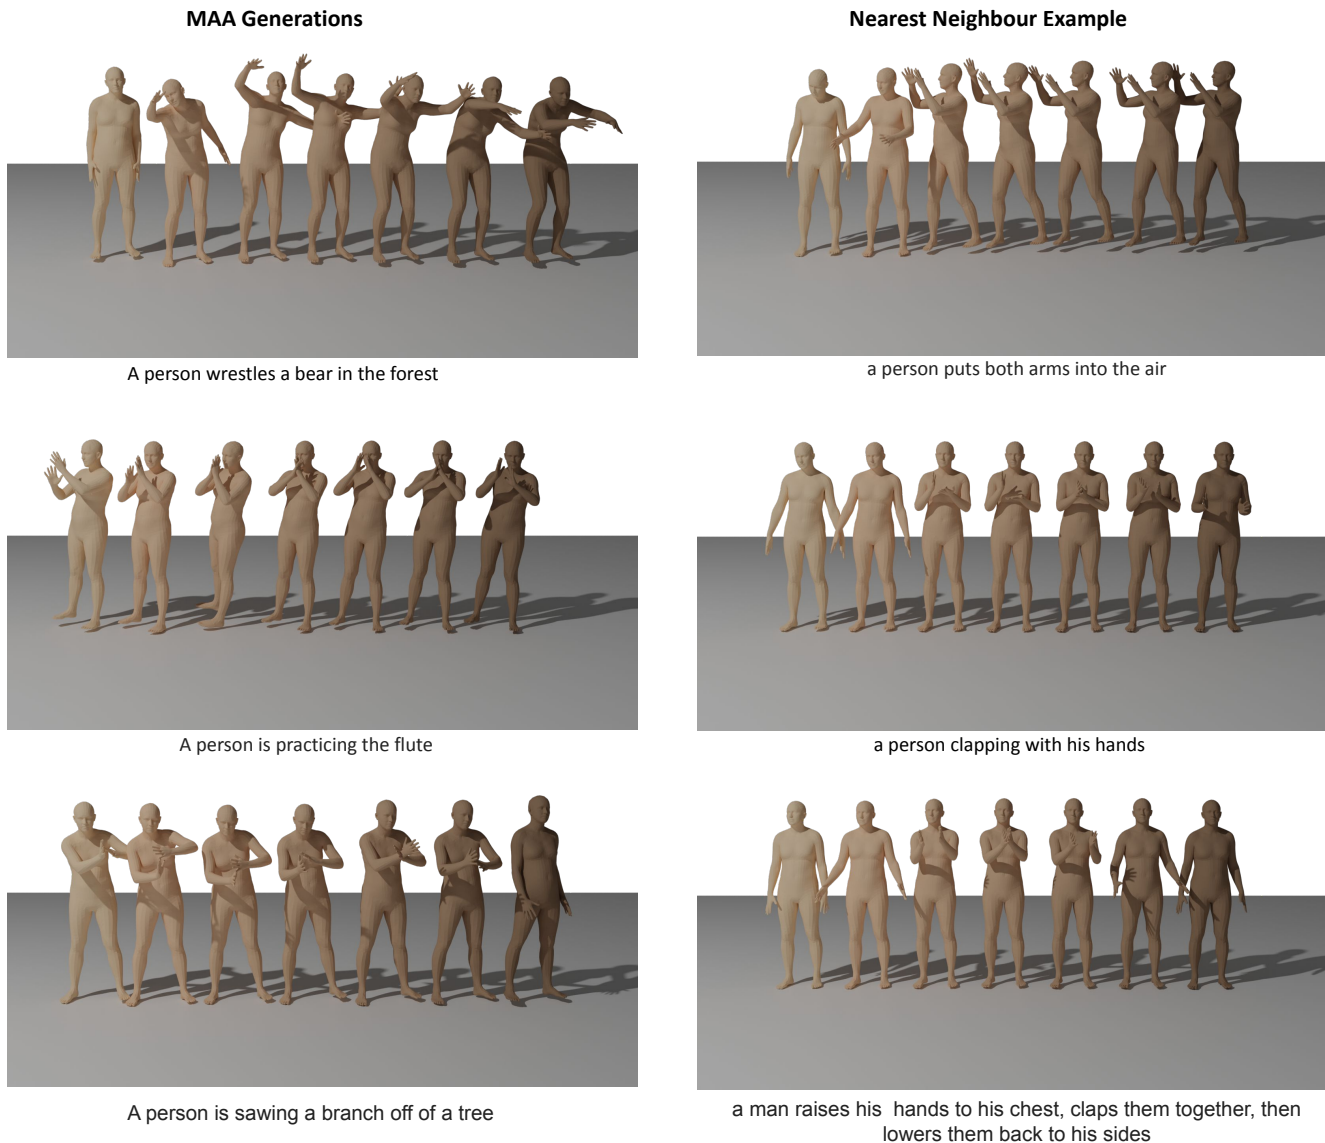 MAA Generations
Nearest Neighbour Example
A person wrestles a bear in the forest
a person puts both arms into the air
A person is practicing the flute
a person clapping with his hands
A person is sawing a branch off of a tree
a man raises his hands to his chest, claps them together, then
lowers them back to his sides